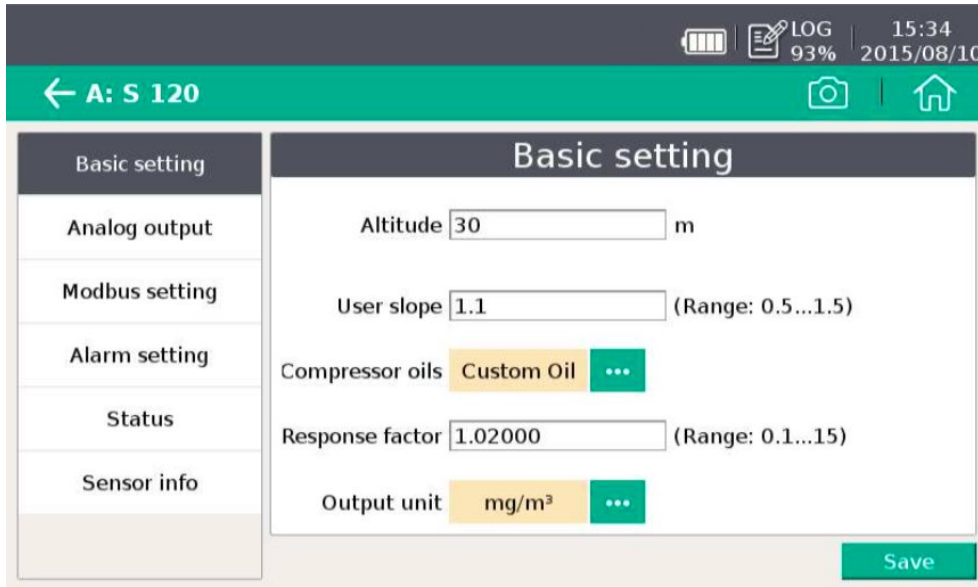 LOG 15:34
93% 2015/08/10
A: S 120
Basic setting
Analog output
Modbus setting
Alarm setting
Status
Sensor info
Basic setting
Altitude 30 m
User slope 1.1 (Range: 0.5...1.5)
Compressor oils Custom Oil ...
Response factor 1.02000 (Range: 0.1...15)
Output unit mg/m³ ...
Save